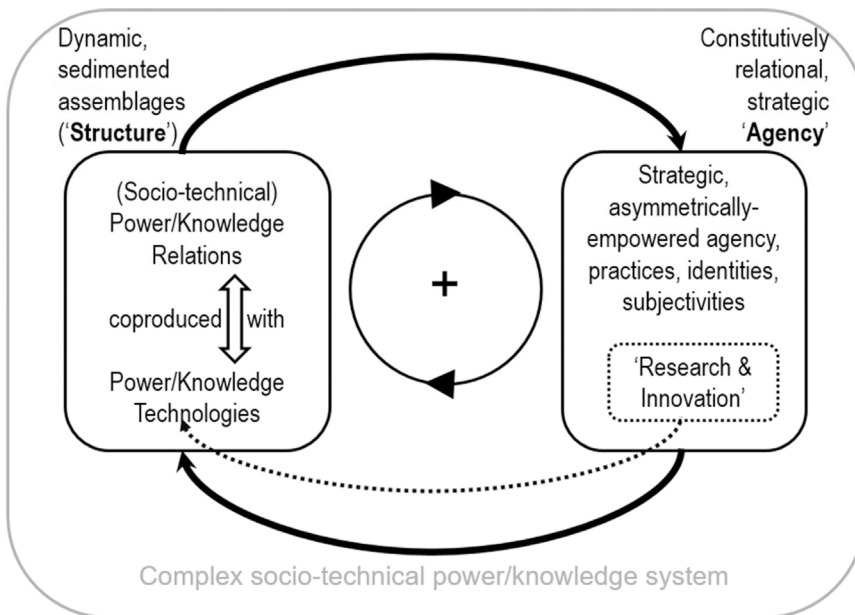 Dynamic,
sedimented
assemblages
(‘Structure’)
Constitutively
relational,
strategic
‘Agency’
(Socio-technical)
Power/Knowledge
Relations
coproduced with
Power/Knowledge
Technologies
+
Strategic,
asymmetrically-
empowered agency,
practices, identities,
subjectivities
‘Research &
Innovation’
Complex socio-technical power/knowledge system